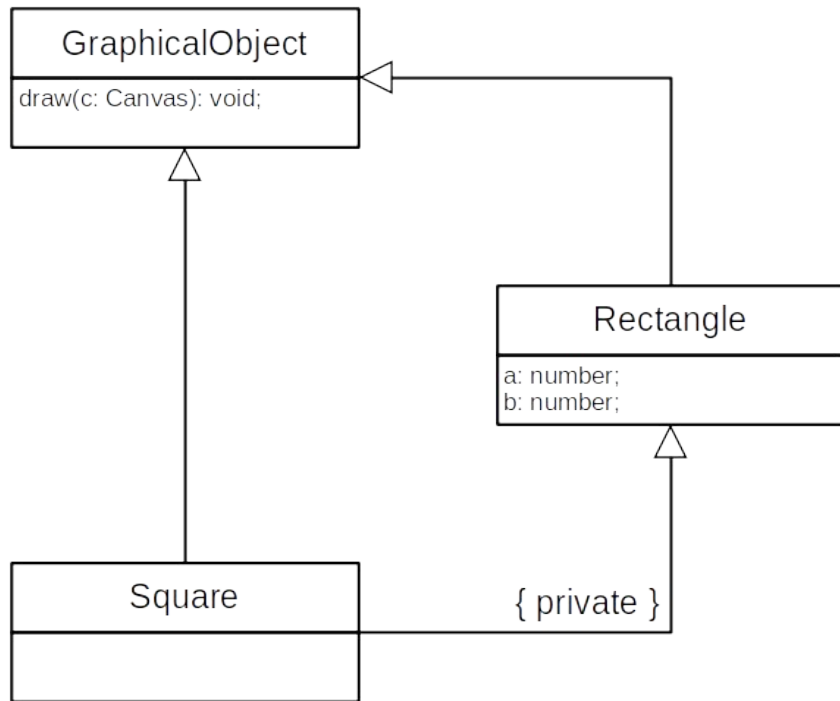 GraphicalObject
draw(c: Canvas): void;
Rectangle
a: number;
b: number;
Square
{ private }